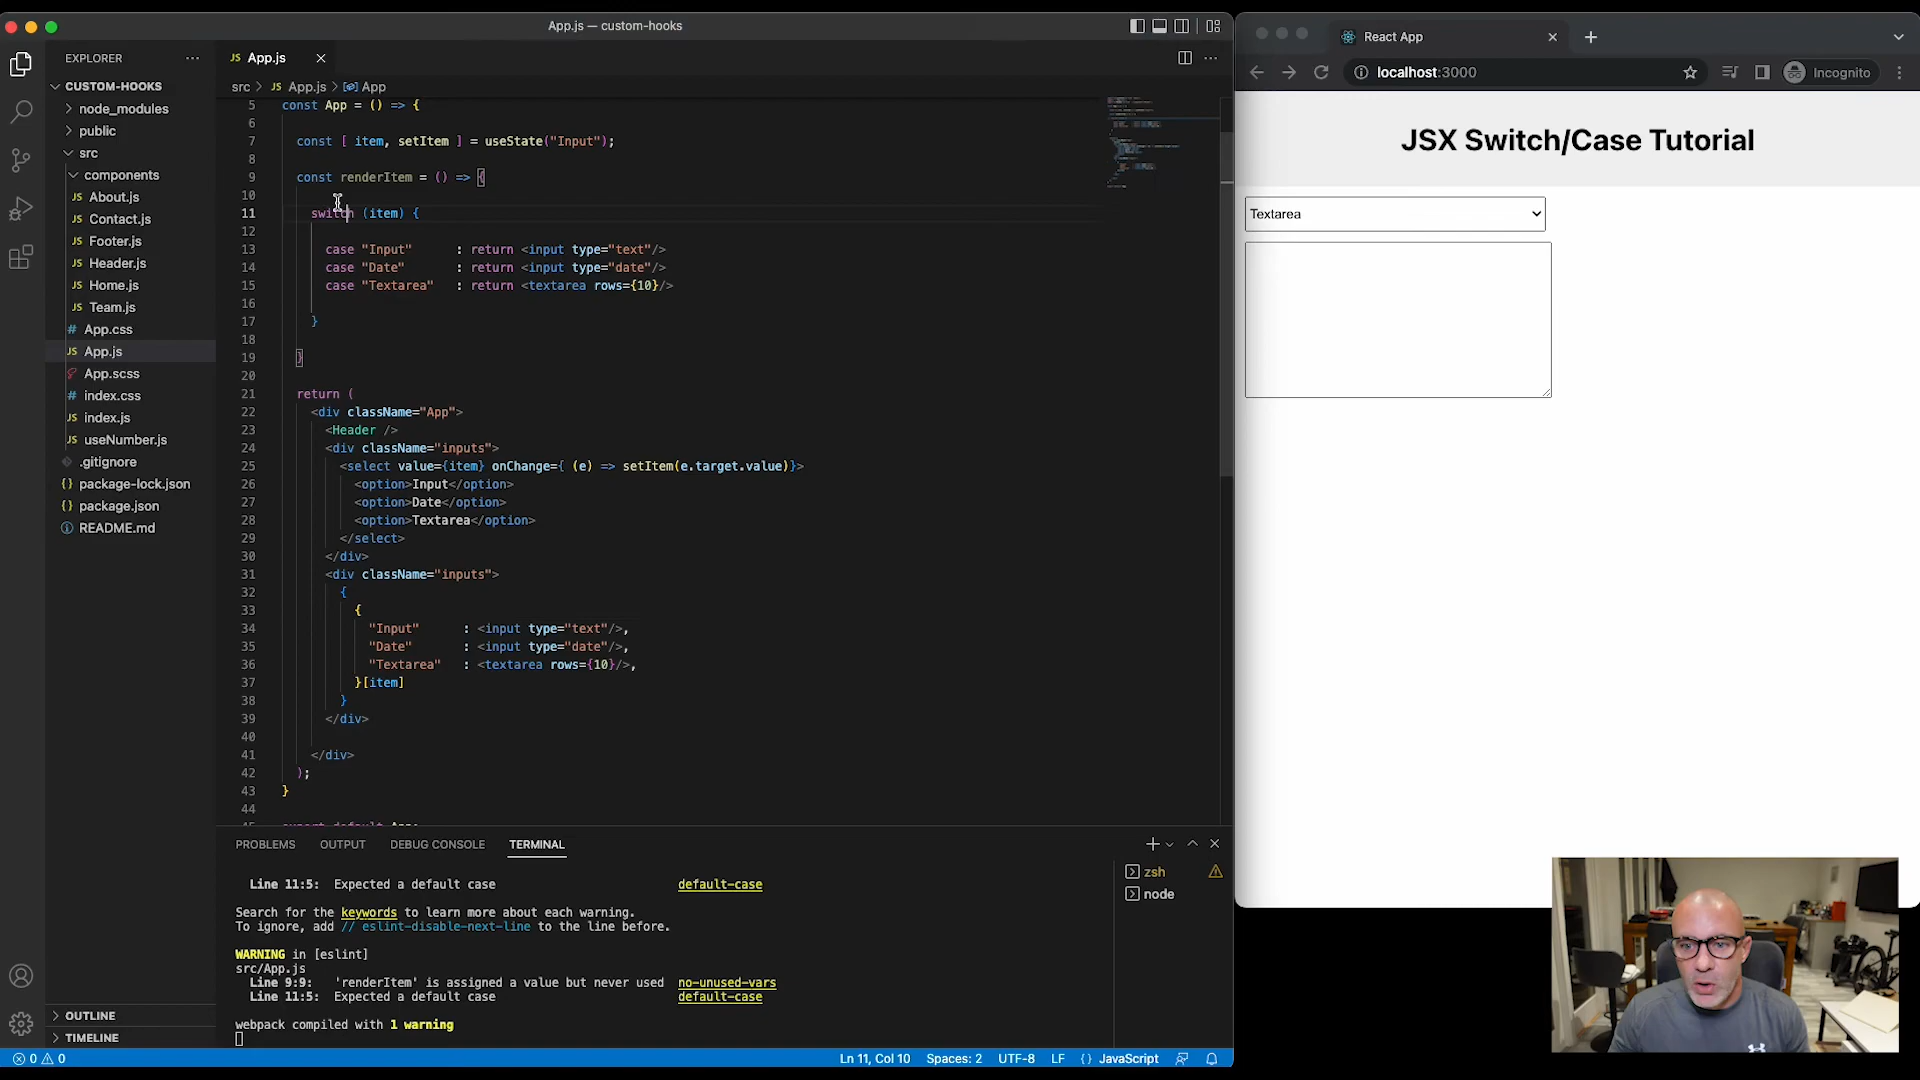 App.js — custom-hooks
EXPLORER
CUSTOM-HOOKS
node_modules
public
src
components
JS About.js
JS Contact.js
JS Footer.js
JS Header.js
JS Home.js
JS Team.js
# App.css
JS App.js
App.scss
# index.css
JS index.js
JS useNumber.js
.gitignore
{} package-lock.json
{} package.json
README.md
OUTLINE
TIMELINE
JS App.js
src > JS App.js > App
5 const App = () => {
6
7 const [ item, setItem ] = useState("Input");
8
9 const renderItem = () => {
10
11 switch (item) {
12
13 case "Input" : return <input type="text"/>
14 case "Date" : return <input type="date"/>
15 case "Textarea" : return <textarea rows={10}/>
16
17 }
18
19 }
20
21 return (
22 <div className="App">
23 <Header />
24 <div className="inputs">
25 <select value={item} onChange={ (e) => setItem(e.target.value)}>
26 <option>Input</option>
27 <option>Date</option>
28 <option>Textarea</option>
29 </select>
30 </div>
31 <div className="inputs">
32 {
33 {
34 "Input" : <input type="text"/>,
35 "Date" : <input type="date"/>,
36 "Textarea" : <textarea rows={10}/>,
37 }[item]
38 }
39 </div>
40
41 </div>
42 );
43 }
44
PROBLEMS OUTPUT DEBUG CONSOLE TERMINAL
Line 11:5: Expected a default case default-case
Search for the keywords to learn more about each warning.
To ignore, add // eslint-disable-next-line to the line before.
WARNING in [eslint]
src/App.js
Line 9:9: 'renderItem' is assigned a value but never used no-unused-vars
Line 11:5: Expected a default case default-case
webpack compiled with 1 warning
zsh
node
0 0
Ln 11, Col 10 Spaces: 2 UTF-8 LF {} JavaScript
React App
localhost:3000
Incognito
JSX Switch/Case Tutorial
Textarea